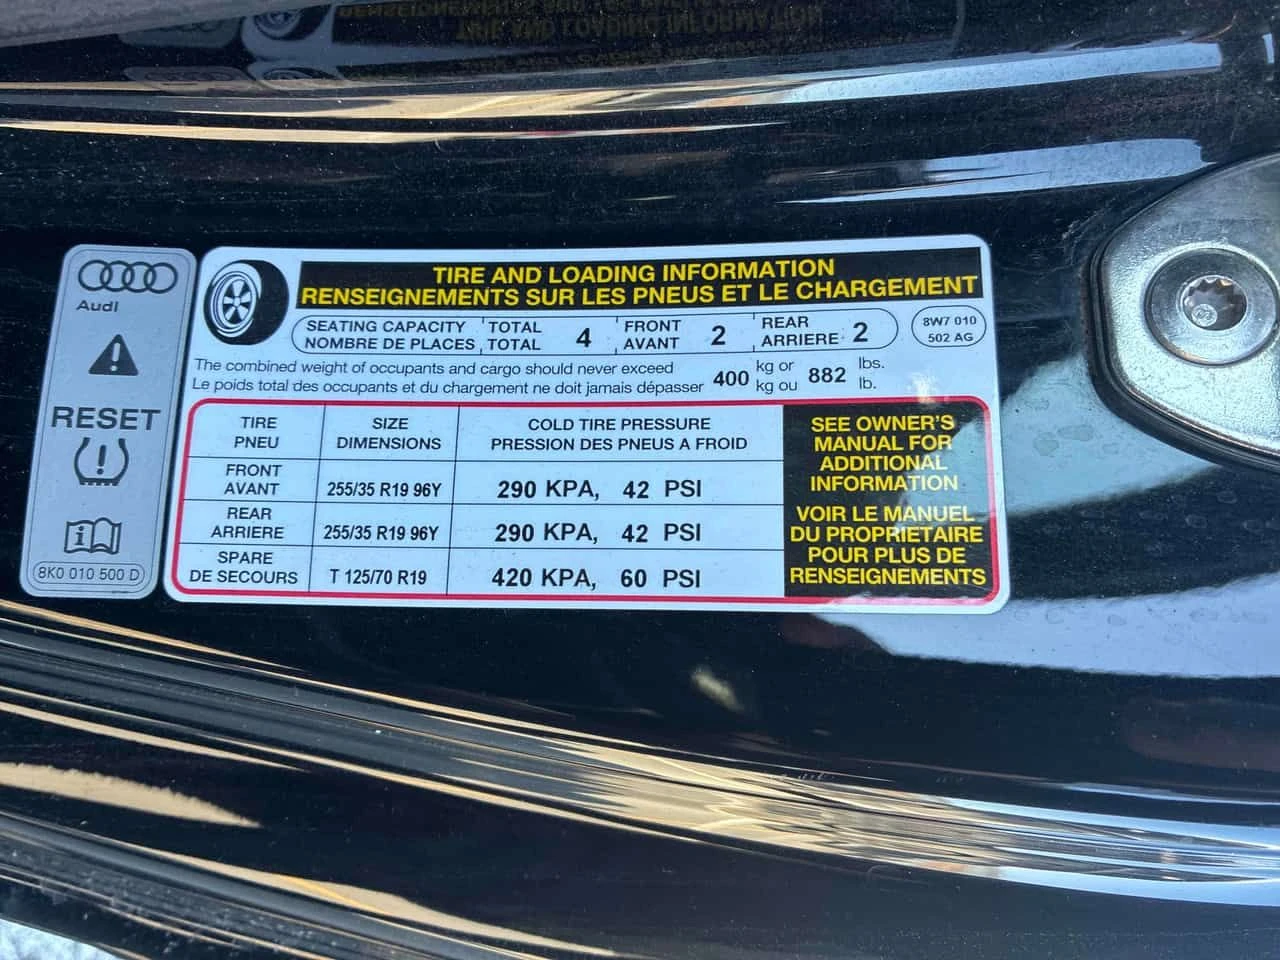 Audi
RESET
8K0 010 500 D
TIRE AND LOADING INFORMATION
RENSEIGNEMENTS SUR LES PNEUS ET LE CHARGEMENT
SEATING CAPACITY TOTAL 4 FRONT 2 REAR 2
NOMBRE DE PLACES TOTAL AVANT ARRIERE
8W7 010
502 AG
The combined weight of occupants and cargo should never exceed 400 kg or 882 lbs.
Le poids total des occupants et du chargement ne doit jamais dépasser kg ou lb.
TIRE SIZE COLD TIRE PRESSURE
PNEU DIMENSIONS PRESSION DES PNEUS A FROID
FRONT
AVANT 255/35 R19 96Y 290 KPA, 42 PSI
REAR
ARRIERE 255/35 R19 96Y 290 KPA, 42 PSI
SPARE
DE SECOURS T 125/70 R19 420 KPA, 60 PSI
SEE OWNER'S
MANUAL FOR
ADDITIONAL
INFORMATION
VOIR LE MANUEL
DU PROPRIETAIRE
POUR PLUS DE
RENSEIGNEMENTS